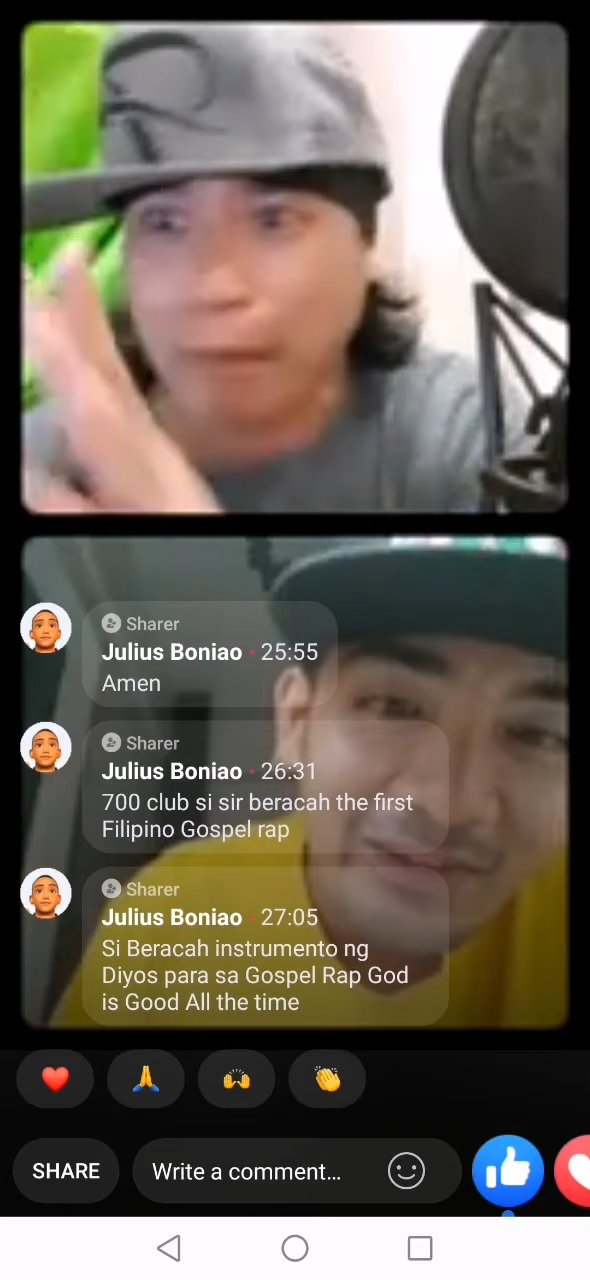 Sharer
Julius Boniao · 25:55
Amen
Sharer
Julius Boniao · 26:31
700 club si sir beracah the first
Filipino Gospel rap
Sharer
Julius Boniao · 27:05
Si Beracah instrumento ng
Diyos para sa Gospel Rap God
is Good All the time
SHARE
Write a comment...